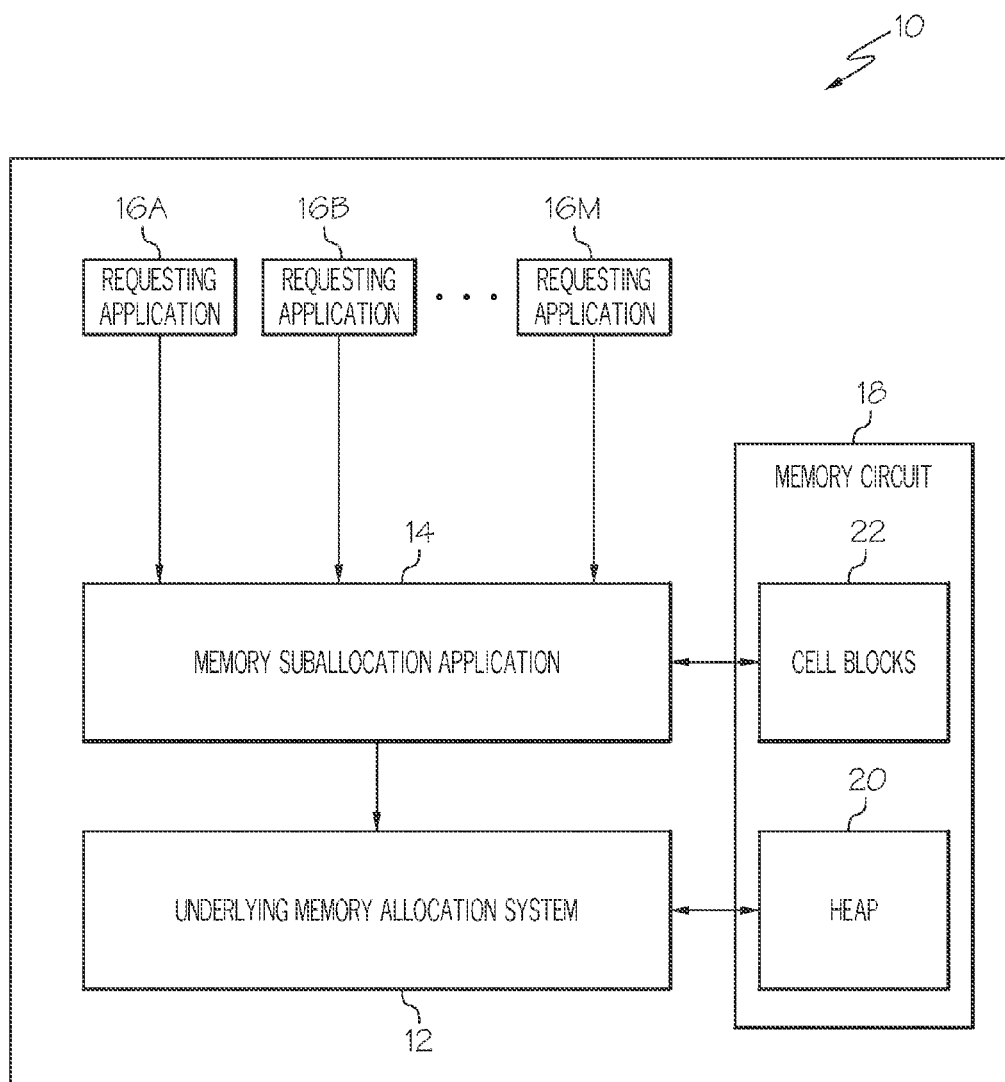 10
16A
16B
16M
REQUESTING
APPLICATION
REQUESTING
APPLICATION
REQUESTING
APPLICATION
18
MEMORY CIRCUIT
14
22
MEMORY SUBALLOCATION APPLICATION
CELL BLOCKS
20
UNDERLYING MEMORY ALLOCATION SYSTEM
HEAP
12